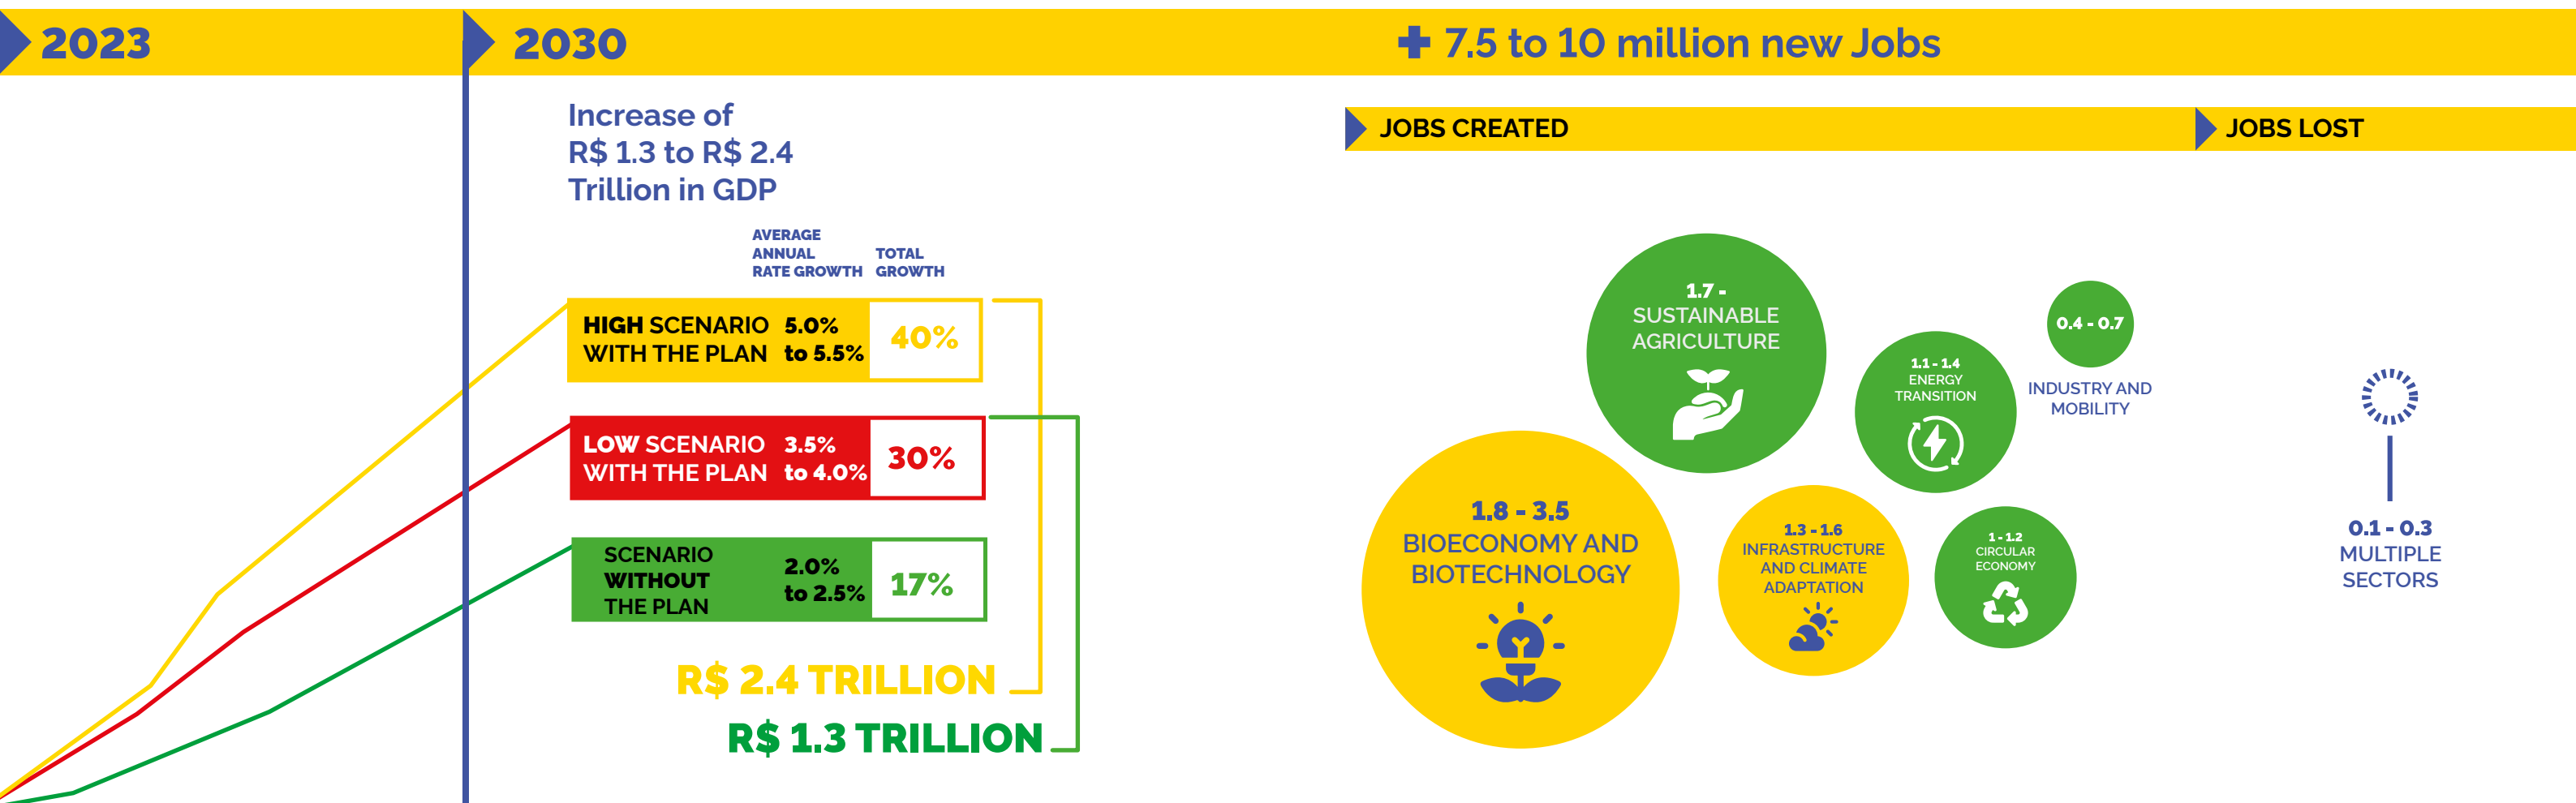 2023
2030
+ 7.5 to 10 million new Jobs
Increase of
R$ 1.3 to R$ 2.4
Trillion in GDP
AVERAGE
ANNUAL
RATE GROWTH
TOTAL
GROWTH
HIGH SCENARIO
WITH THE PLAN
5.0%
to 5.5%
40%
LOW SCENARIO
WITH THE PLAN
3.5%
to 4.0%
30%
SCENARIO
WITHOUT
THE PLAN
2.0%
to 2.5%
17%
R$ 2.4 TRILLION
R$ 1.3 TRILLION
JOBS CREATED
1.7 -
SUSTAINABLE
AGRICULTURE
1.1 - 1.4
ENERGY
TRANSITION
0.4 - 0.7
INDUSTRY AND
MOBILITY
1.8 - 3.5
BIOECONOMY AND
BIOTECHNOLOGY
1.3 - 1.6
INFRASTRUCTURE
AND CLIMATE
ADAPTATION
1 - 1.2
CIRCULAR
ECONOMY
JOBS LOST
0.1 - 0.3
MULTIPLE
SECTORS